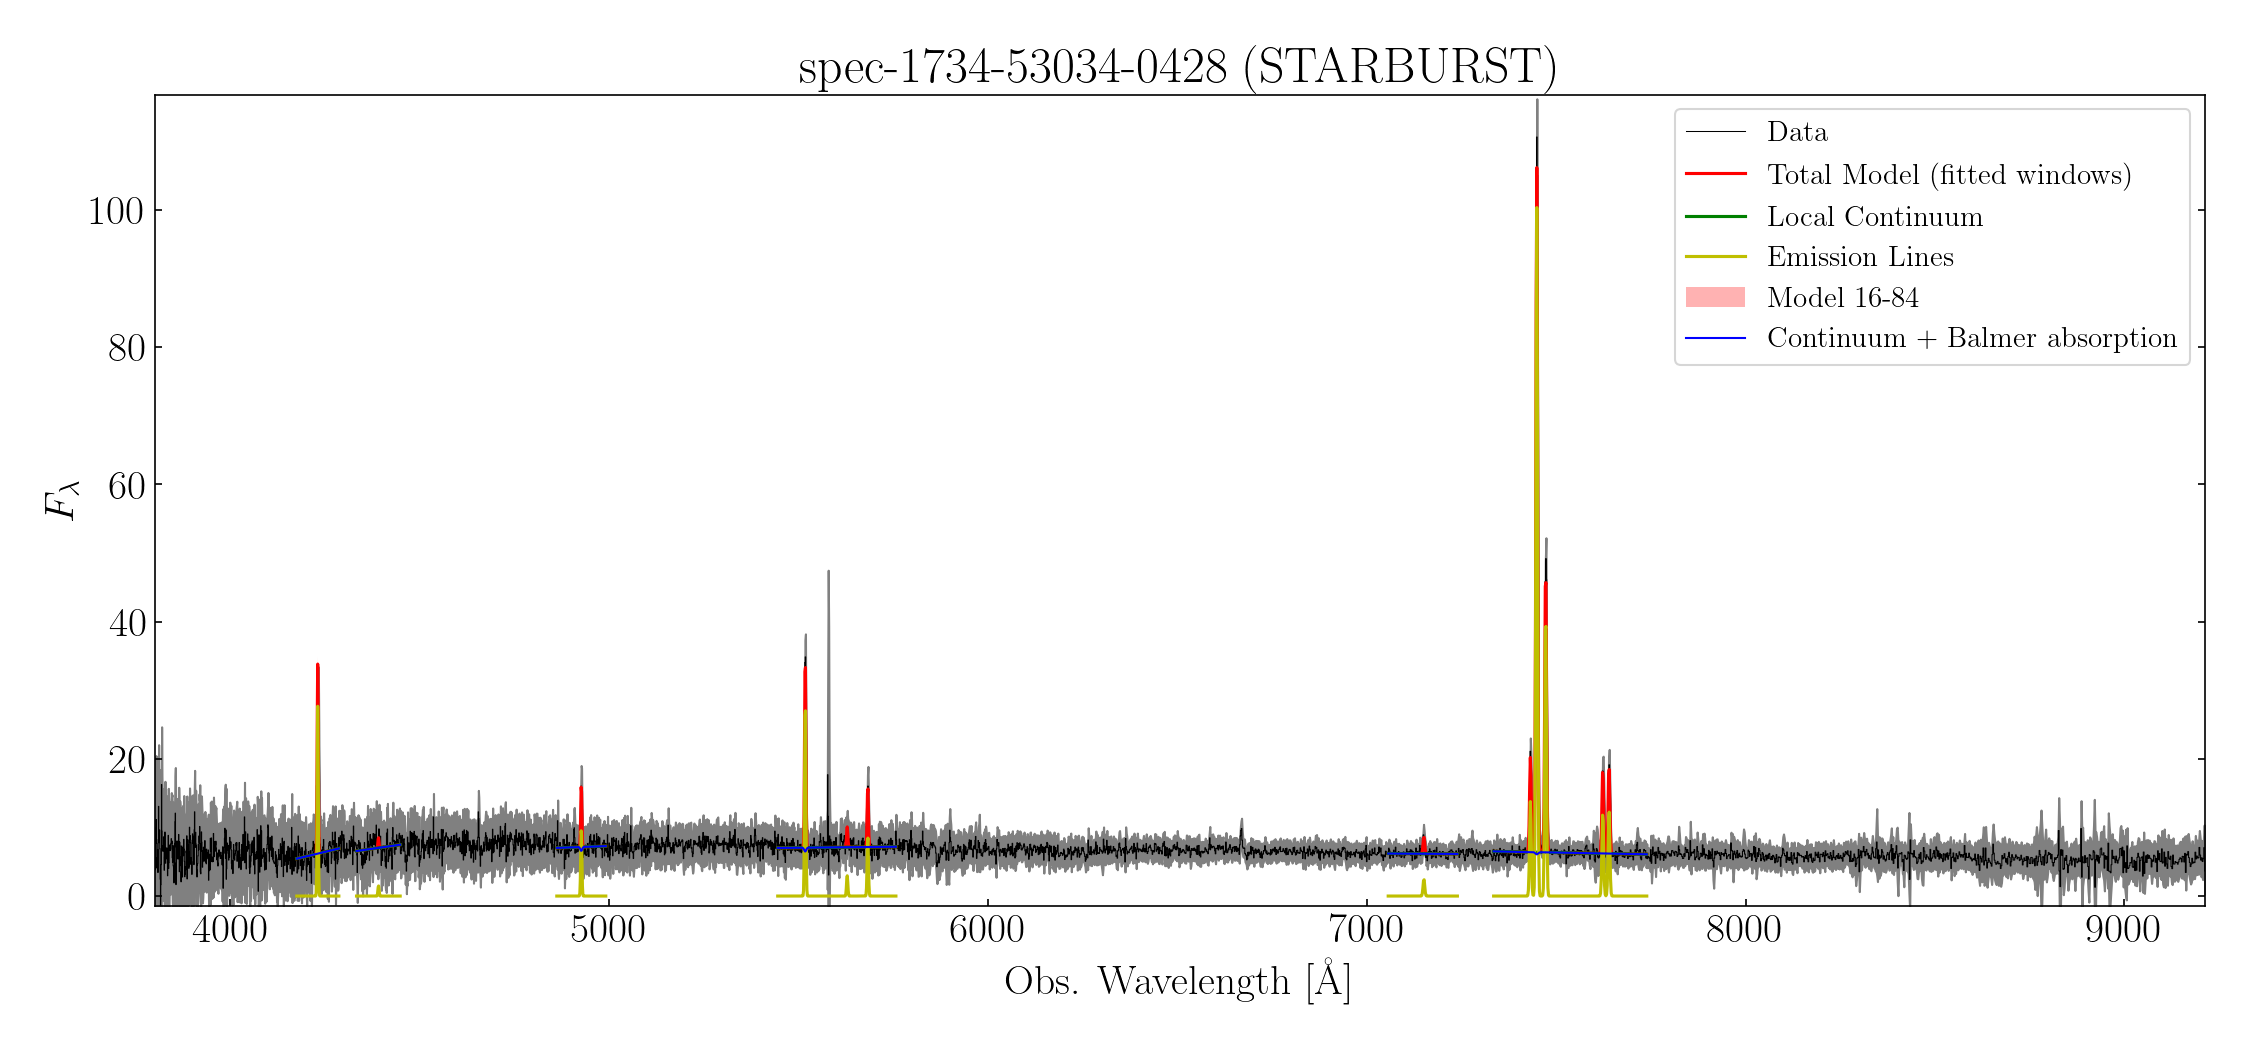 spec-1734-53034-0428 (STARBURST)
Data
Total Model (fitted windows)
Local Continuum
Emission Lines
Model 16-84
Continuum + Balmer absorption
100
80
60
40
20
0
Fλ
4000 5000 6000 7000 8000 9000
Obs. Wavelength [Å]